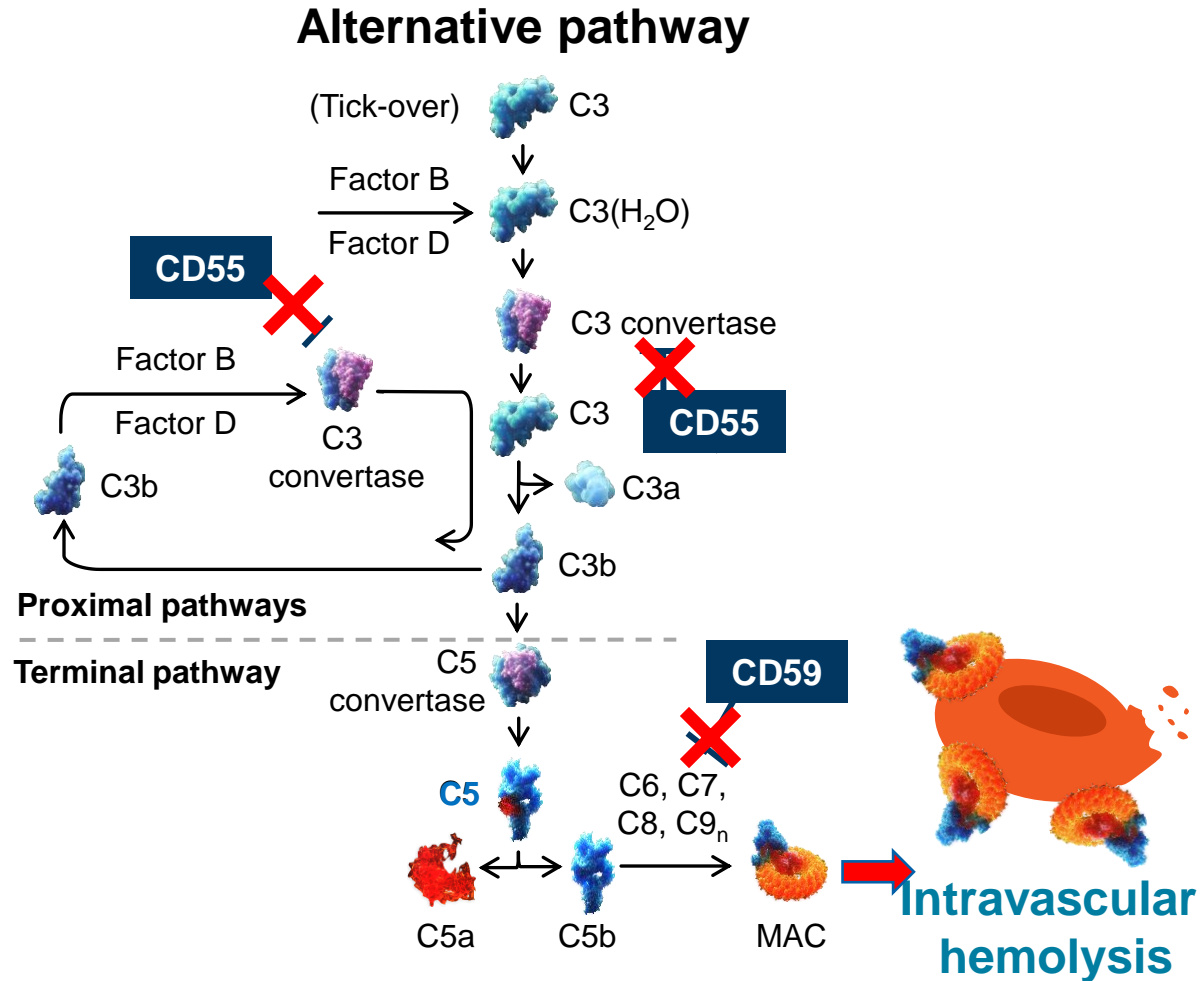 Alternative pathway
(Tick-over)
C3
Factor B
Factor D
C3(H₂O)
CD55
C3 convertase
Factor B
Factor D
C3
convertase
C3
CD55
C3b
C3a
C3b
Proximal pathways
Terminal pathway
C5
convertase
CD59
C5
C6, C7,
C8, C9ₙ
C5a
C5b
MAC
Intravascular
hemolysis